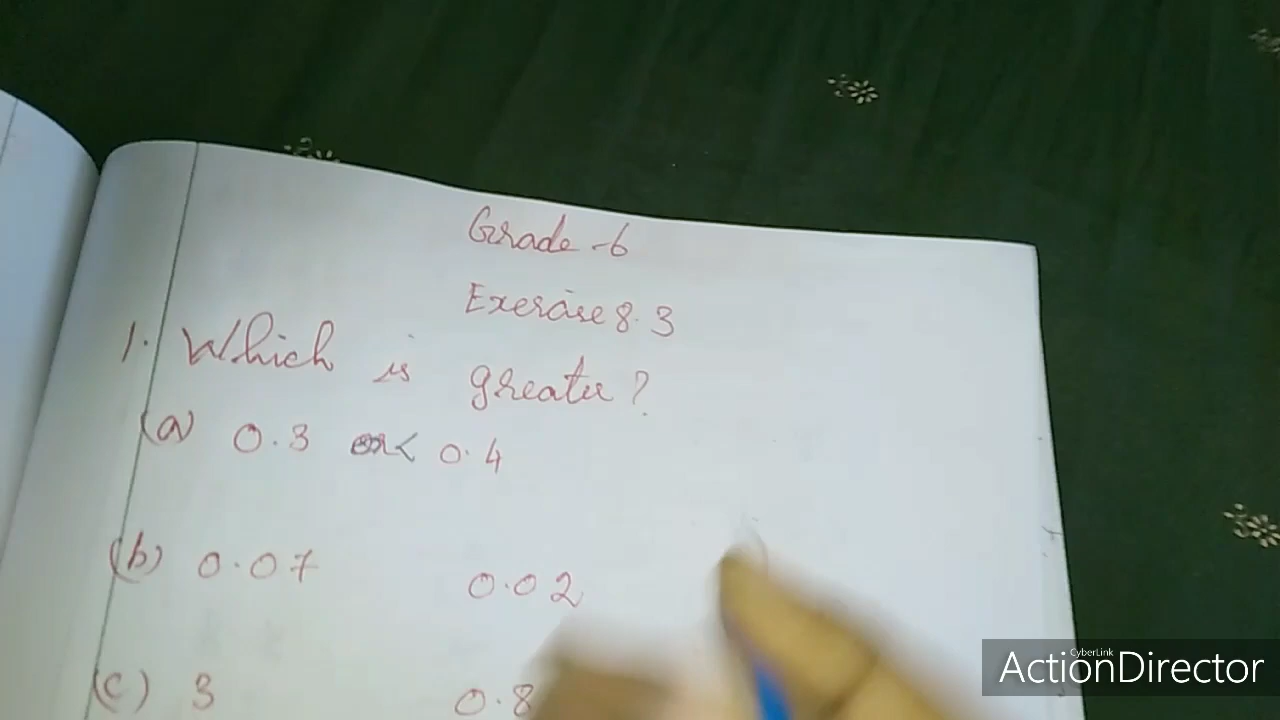 Grade -6
Exercise 8.3
1. Which is greater?
(a) 0.3 or < 0.4
(b) 0.07 0.02
(c) 3 0.8
CyberLink
ActionDirector